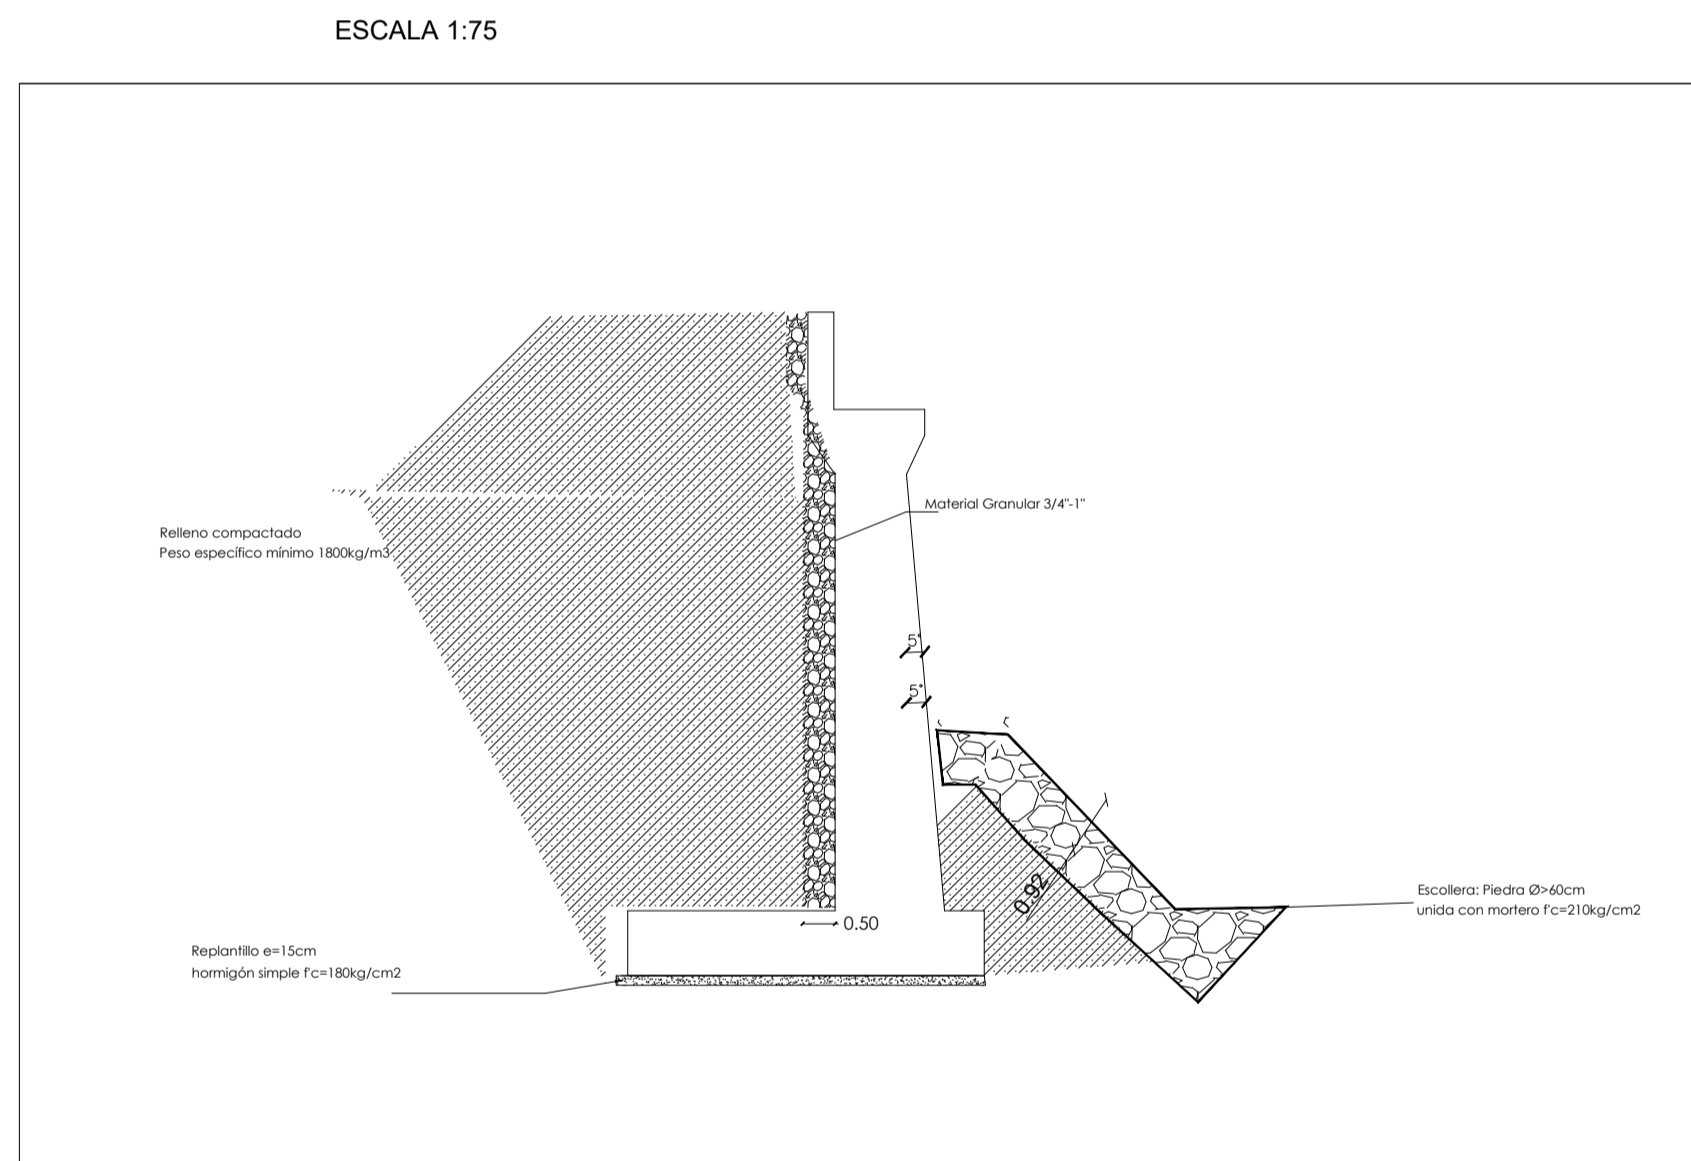 ESCALA 1:75
Material Granular 3/4"-1"
Relleno compactado
Peso específico mínimo 1800kg/m3
5°
5°
0.92
Escollera: Piedra Ø>60cm
unida con mortero f'c=210kg/cm2
0.50
Replantillo e=15cm
hormigón simple f'c=180kg/cm2